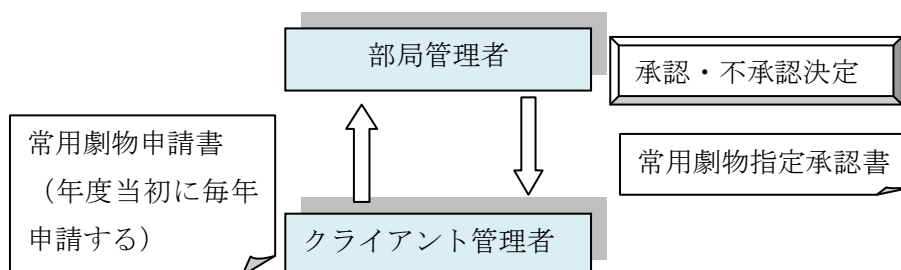 部局管理者
承認・不承認決定
常用劇物申請書
（年度当初に毎年
申請する）
常用劇物指定承認書
クライアント管理者